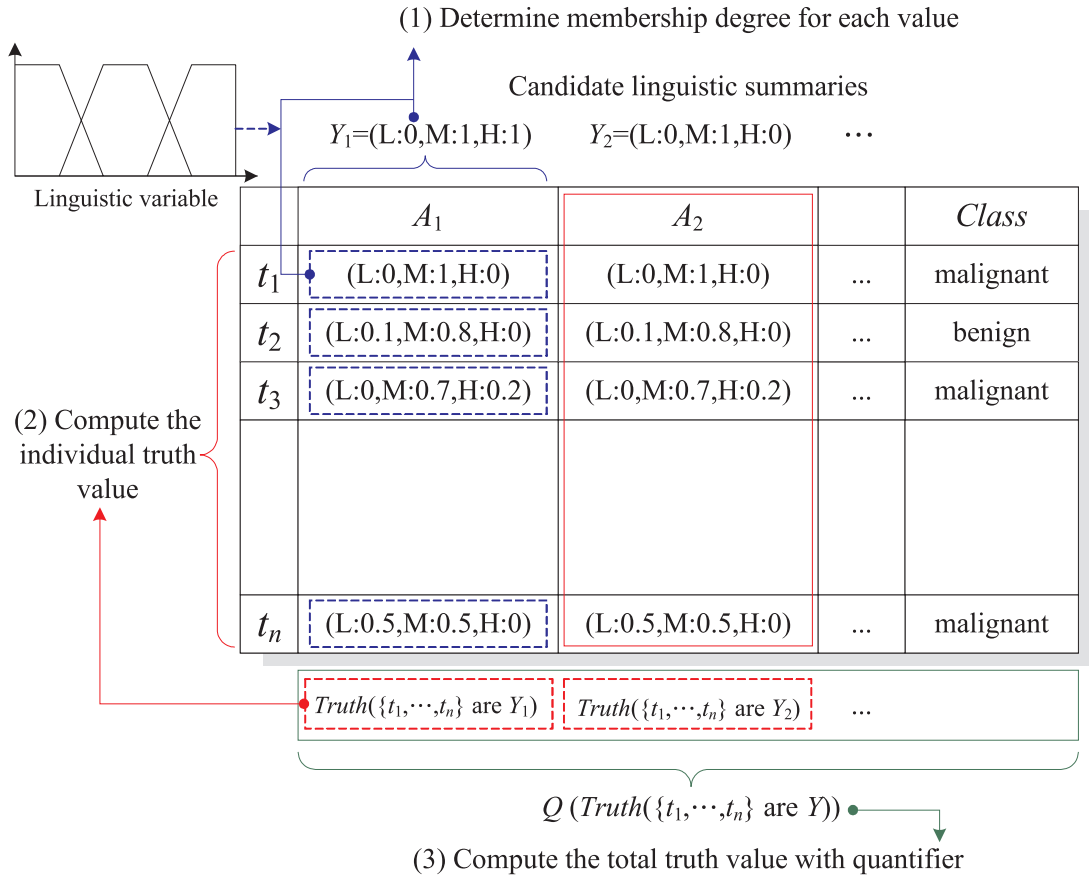 (1) Determine membership degree for each value
Candidate linguistic summaries
Y1=(L:0,M:1,H:1) Y2=(L:0,M:1,H:0) ⋯
Linguistic variable
A1 A2 Class
t1 (L:0,M:1,H:0) (L:0,M:1,H:0) ... malignant
t2 (L:0.1,M:0.8,H:0) (L:0.1,M:0.8,H:0) ... benign
t3 (L:0,M:0.7,H:0.2) (L:0,M:0.7,H:0.2) ... malignant
(2) Compute the
individual truth
value
tn (L:0.5,M:0.5,H:0) (L:0.5,M:0.5,H:0) ... malignant
Truth({t1,⋯,tn} are Y1) Truth({t1,⋯,tn} are Y2) ...
Q (Truth({t1,⋯,tn} are Y))
(3) Compute the total truth value with quantifier